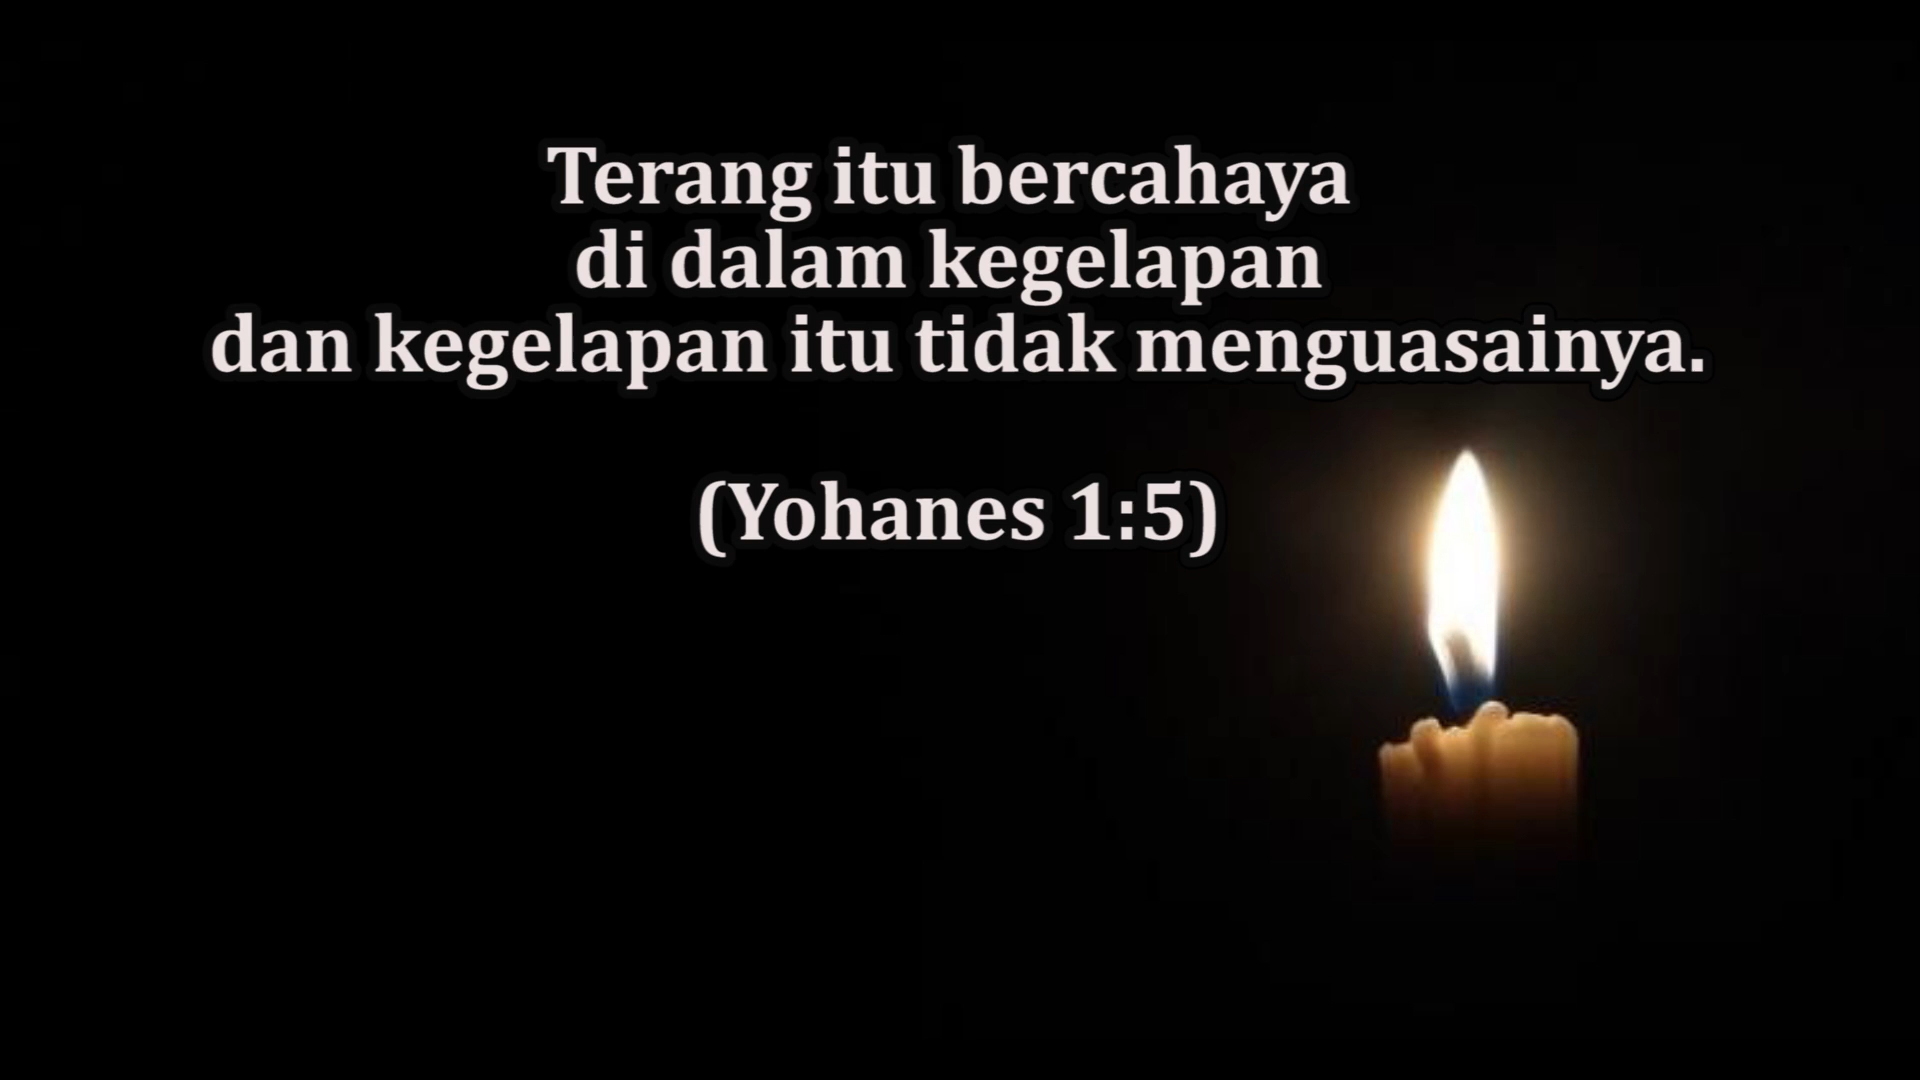 Terang itu bercahaya
di dalam kegelapan
dan kegelapan itu tidak menguasainya.
(Yohanes 1:5)